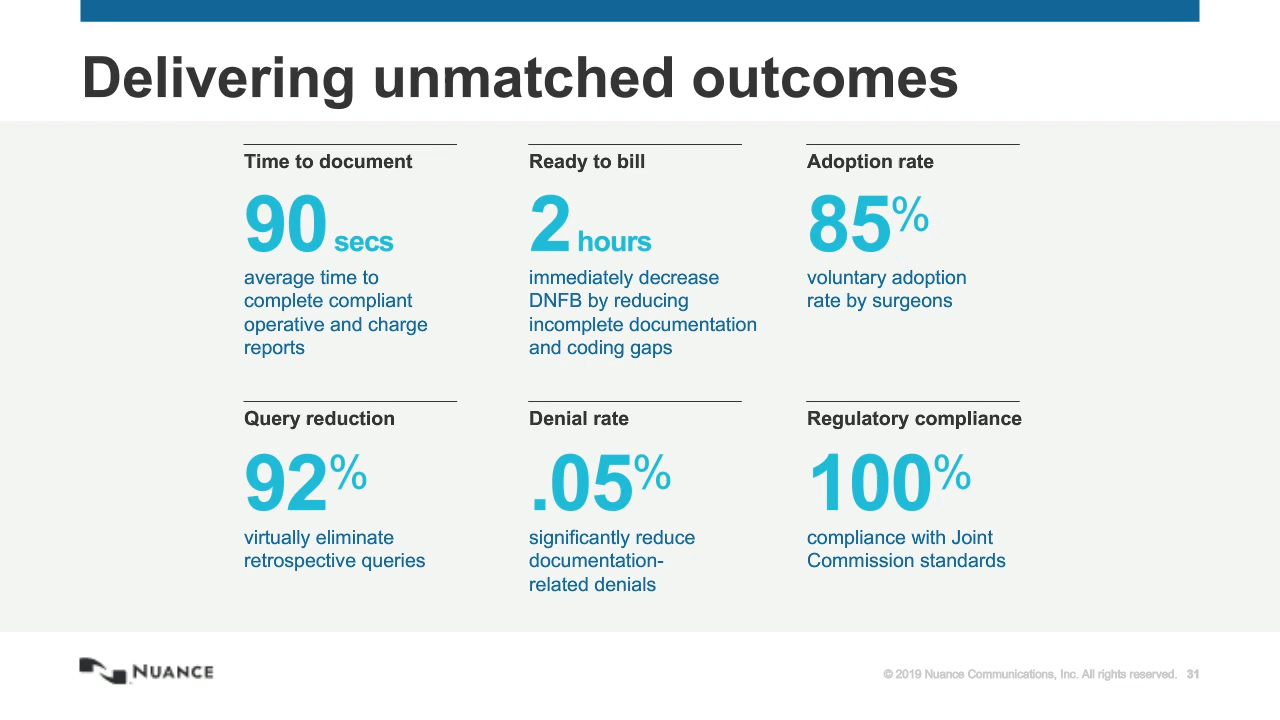 Delivering unmatched outcomes
Time to document
90 secs
average time to
complete compliant
operative and charge
reports
Ready to bill
2 hours
immediately decrease
DNFB by reducing
incomplete documentation
and coding gaps
Adoption rate
85%
voluntary adoption
rate by surgeons
Query reduction
92%
virtually eliminate
retrospective queries
Denial rate
.05%
significantly reduce
documentation-
related denials
Regulatory compliance
100%
compliance with Joint
Commission standards
NUANCE
© 2019 Nuance Communications, Inc. All rights reserved. 31